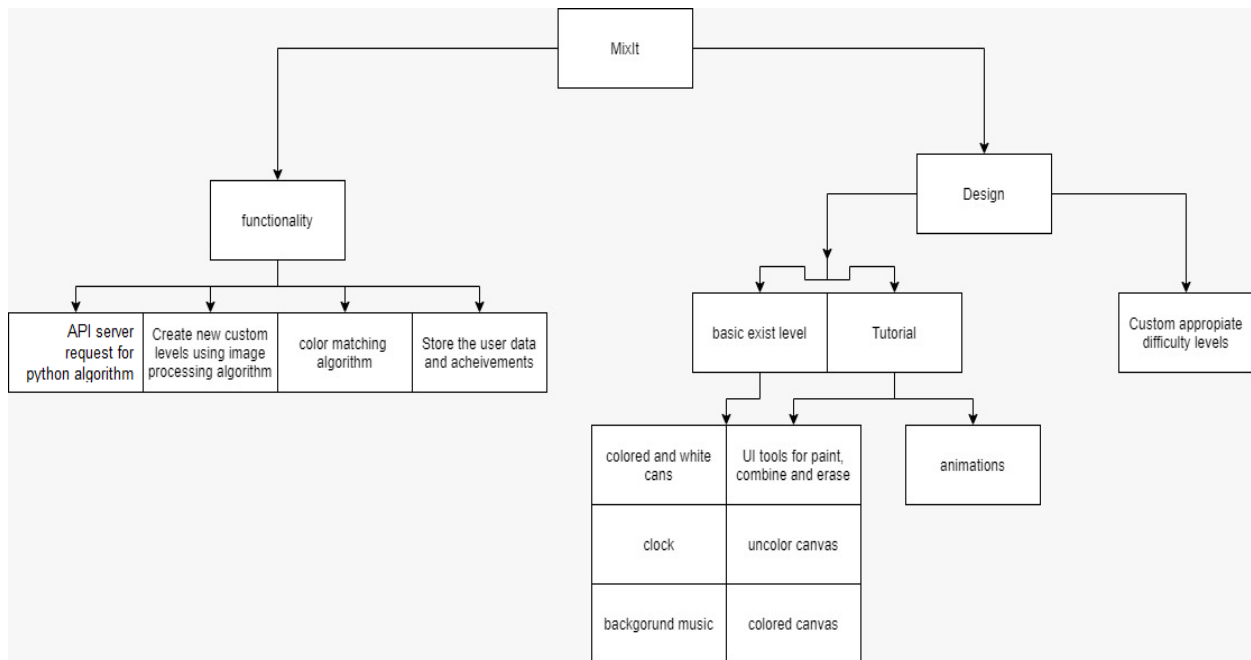 MixIt
functionality
Design
API server
request for
python algorithm
Create new custom
levels using image
processing algorithm
color matching
algorithm
Store the user data
and acheivements
basic exist level
Tutorial
Custom appropiate
difficulty levels
colored and white
cans
UI tools for paint,
combine and erase
animations
clock
uncolor canvas
backgorund music
colored canvas